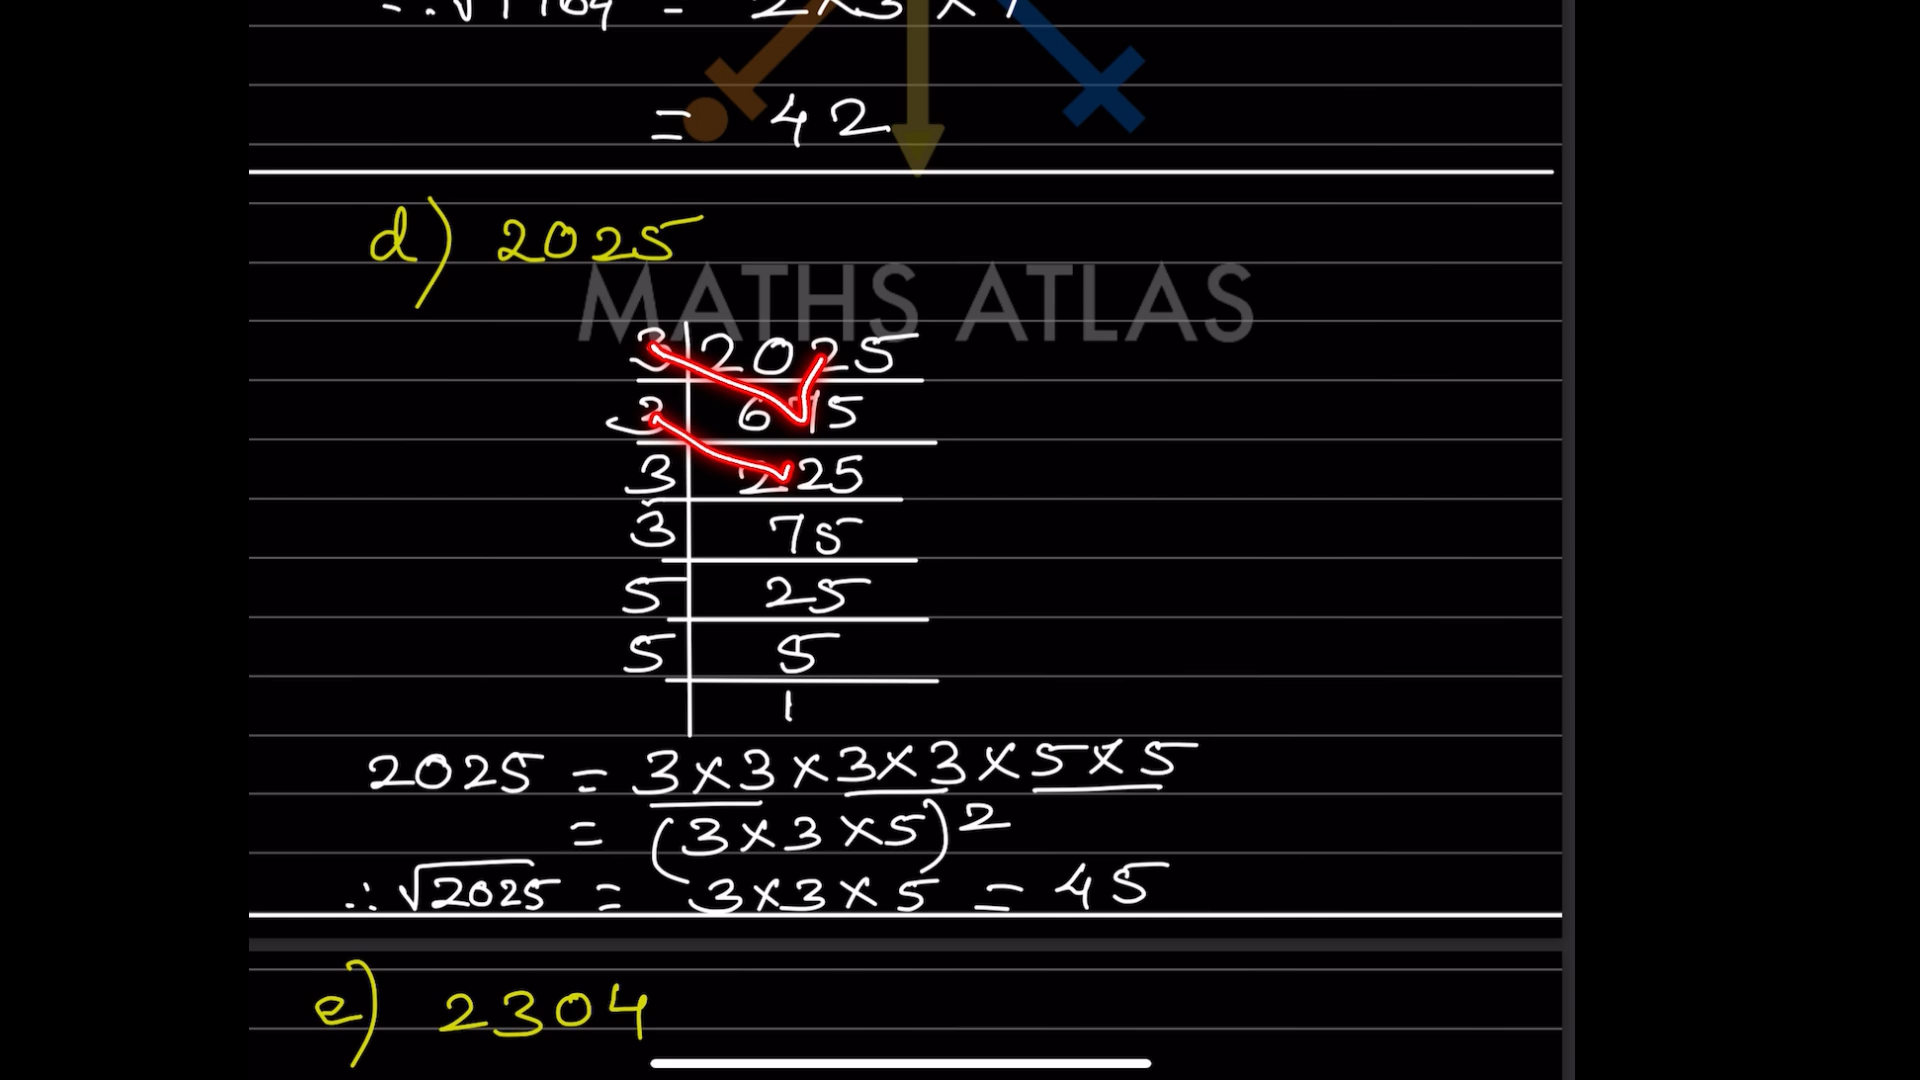 = 42
d) 2025
MATHS ATLAS
3 | 2025
3 | 675
3 | 225
3 | 75
5 | 25
5 | 5
1
2025 = 3×3×3×3×5×5
= (3×3×5)²
∴ √2025 = 3×3×5 = 45
e) 2304